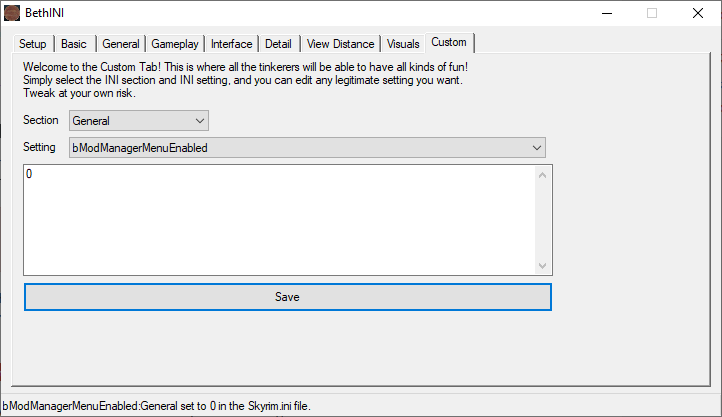 BethINI
Setup Basic General Gameplay Interface Detail View Distance Visuals Custom
Welcome to the Custom Tab! This is where all the tinkerers will be able to have all kinds of fun!
Simply select the INI section and INI setting, and you can edit any legitimate setting you want.
Tweak at your own risk.
Section General
Setting bModManagerMenuEnabled
0
Save
bModManagerMenuEnabled:General set to 0 in the Skyrim.ini file.